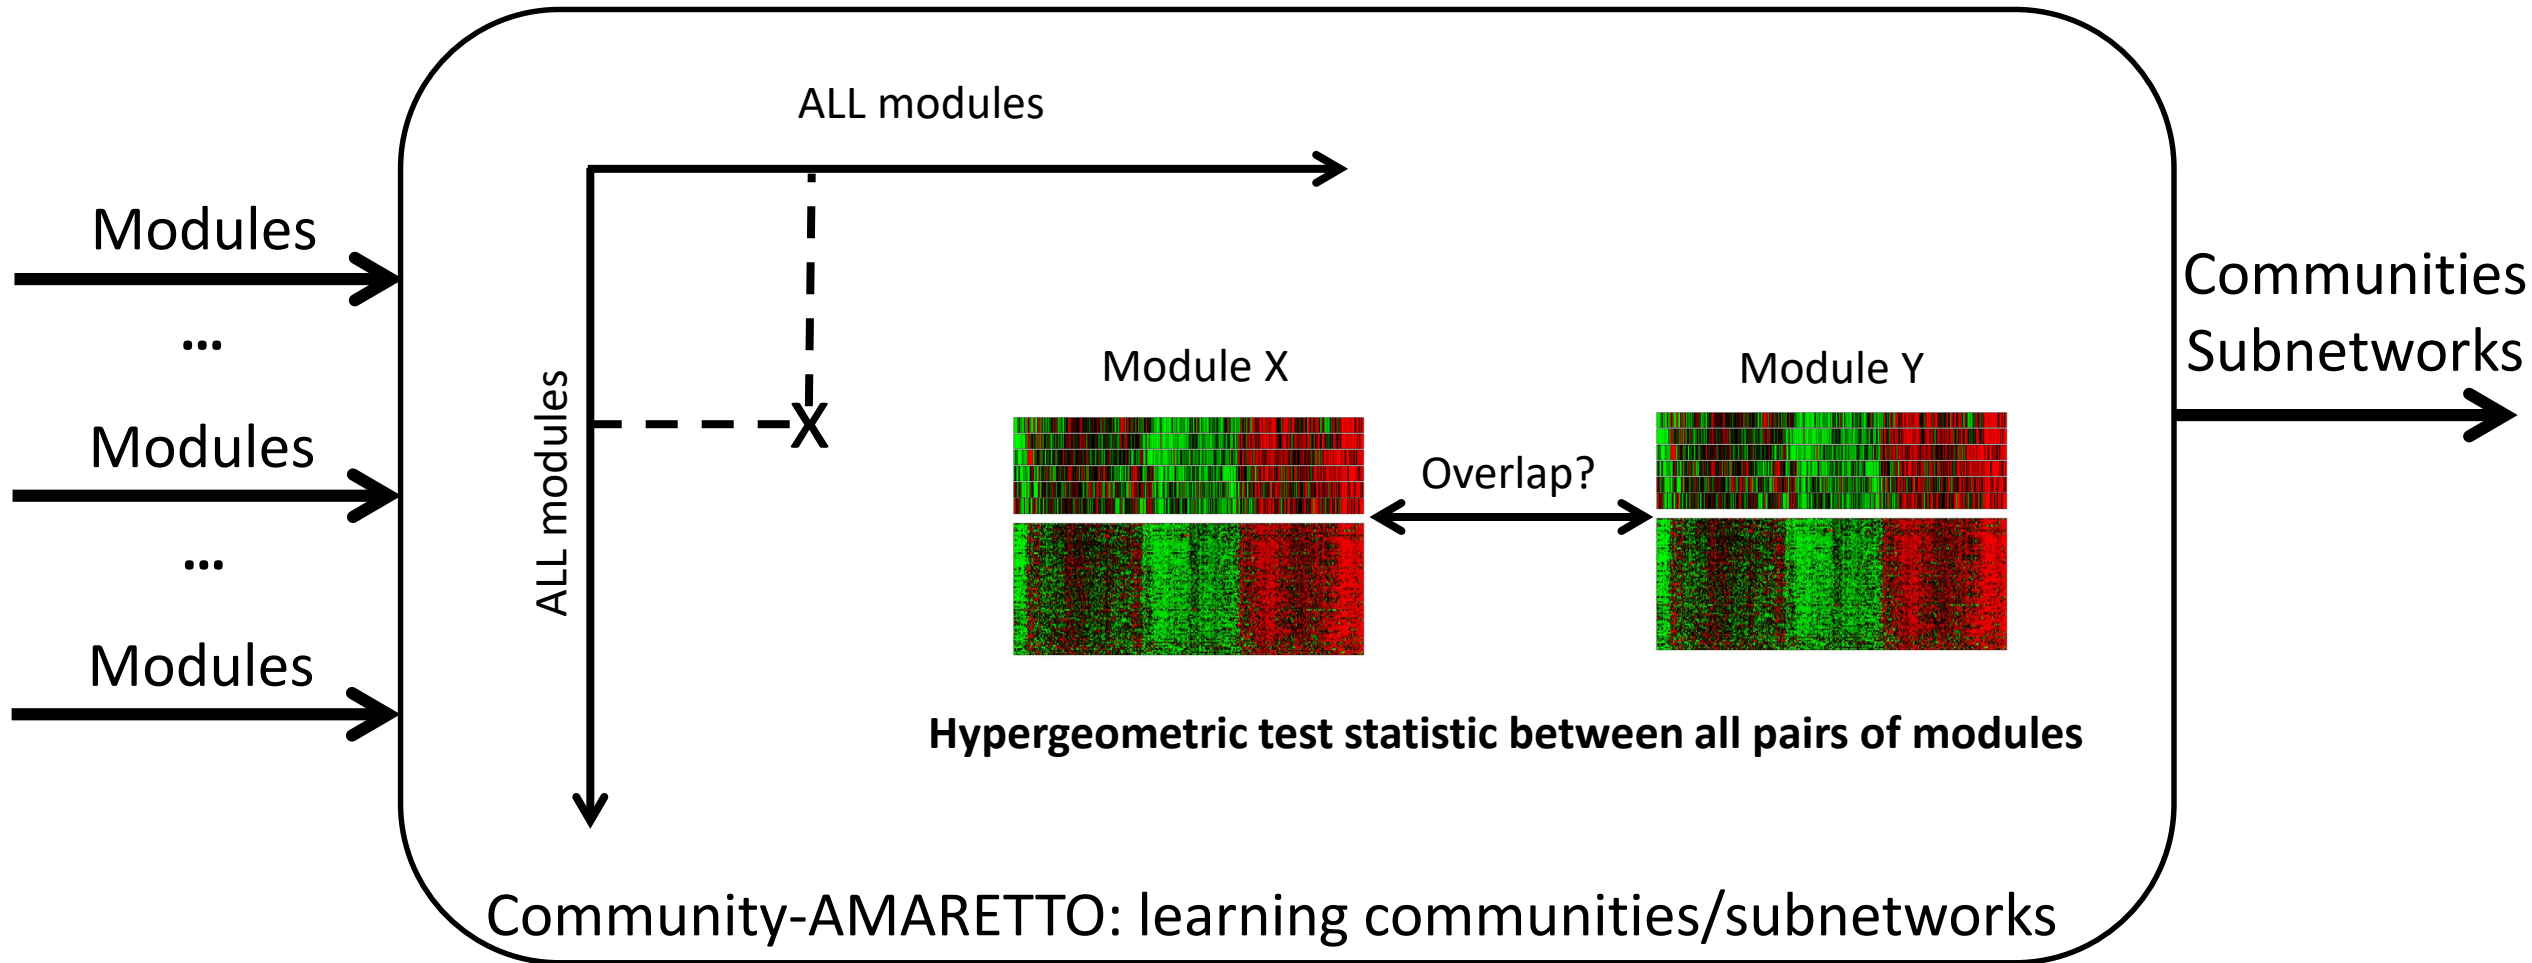 ALL modules
Modules
...
Modules
...
Modules
ALL modules
X
Module X
Module Y
Overlap?
Hypergeometric test statistic between all pairs of modules
Community-AMARETTO: learning communities/subnetworks
Communities
Subnetworks